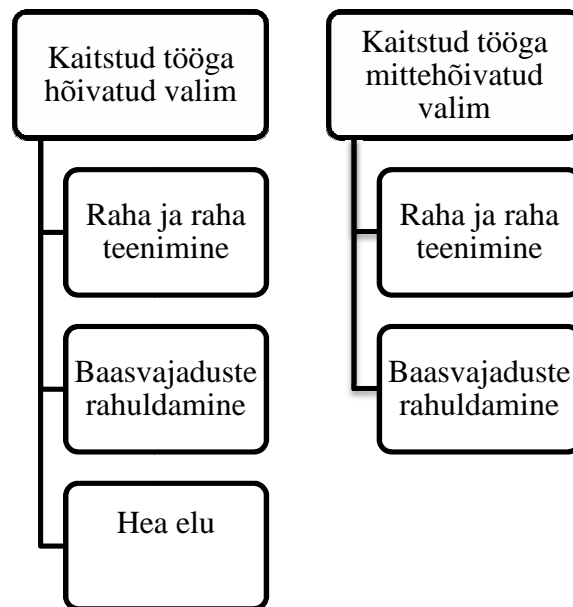 Kaitstud tööga
hõivatud valim
Raha ja raha
teenimine
Baasvajaduste
rahuldamine
Hea elu
Kaitstud tööga
mittehõivatud
valim
Raha ja raha
teenimine
Baasvajaduste
rahuldamine